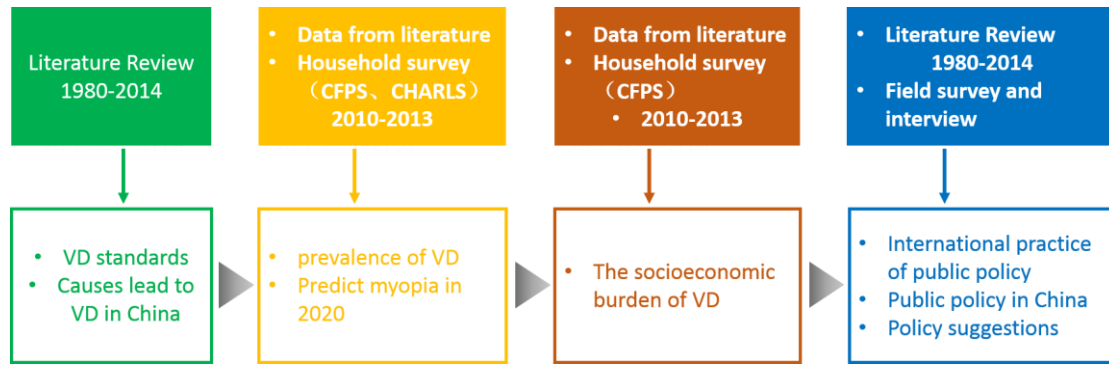 Literature Review
1980-2014
• Data from literature
• Household survey
（CFPS、CHARLS）
2010-2013
• Data from literature
• Household survey
（CFPS）
• 2010-2013
• Literature Review
1980-2014
• Field survey and
interview
• VD standards
• Causes lead to
VD in China
• prevalence of VD
• Predict myopia in
2020
• The socioeconomic
burden of VD
• International practice
of public policy
• Public policy in China
• Policy suggestions